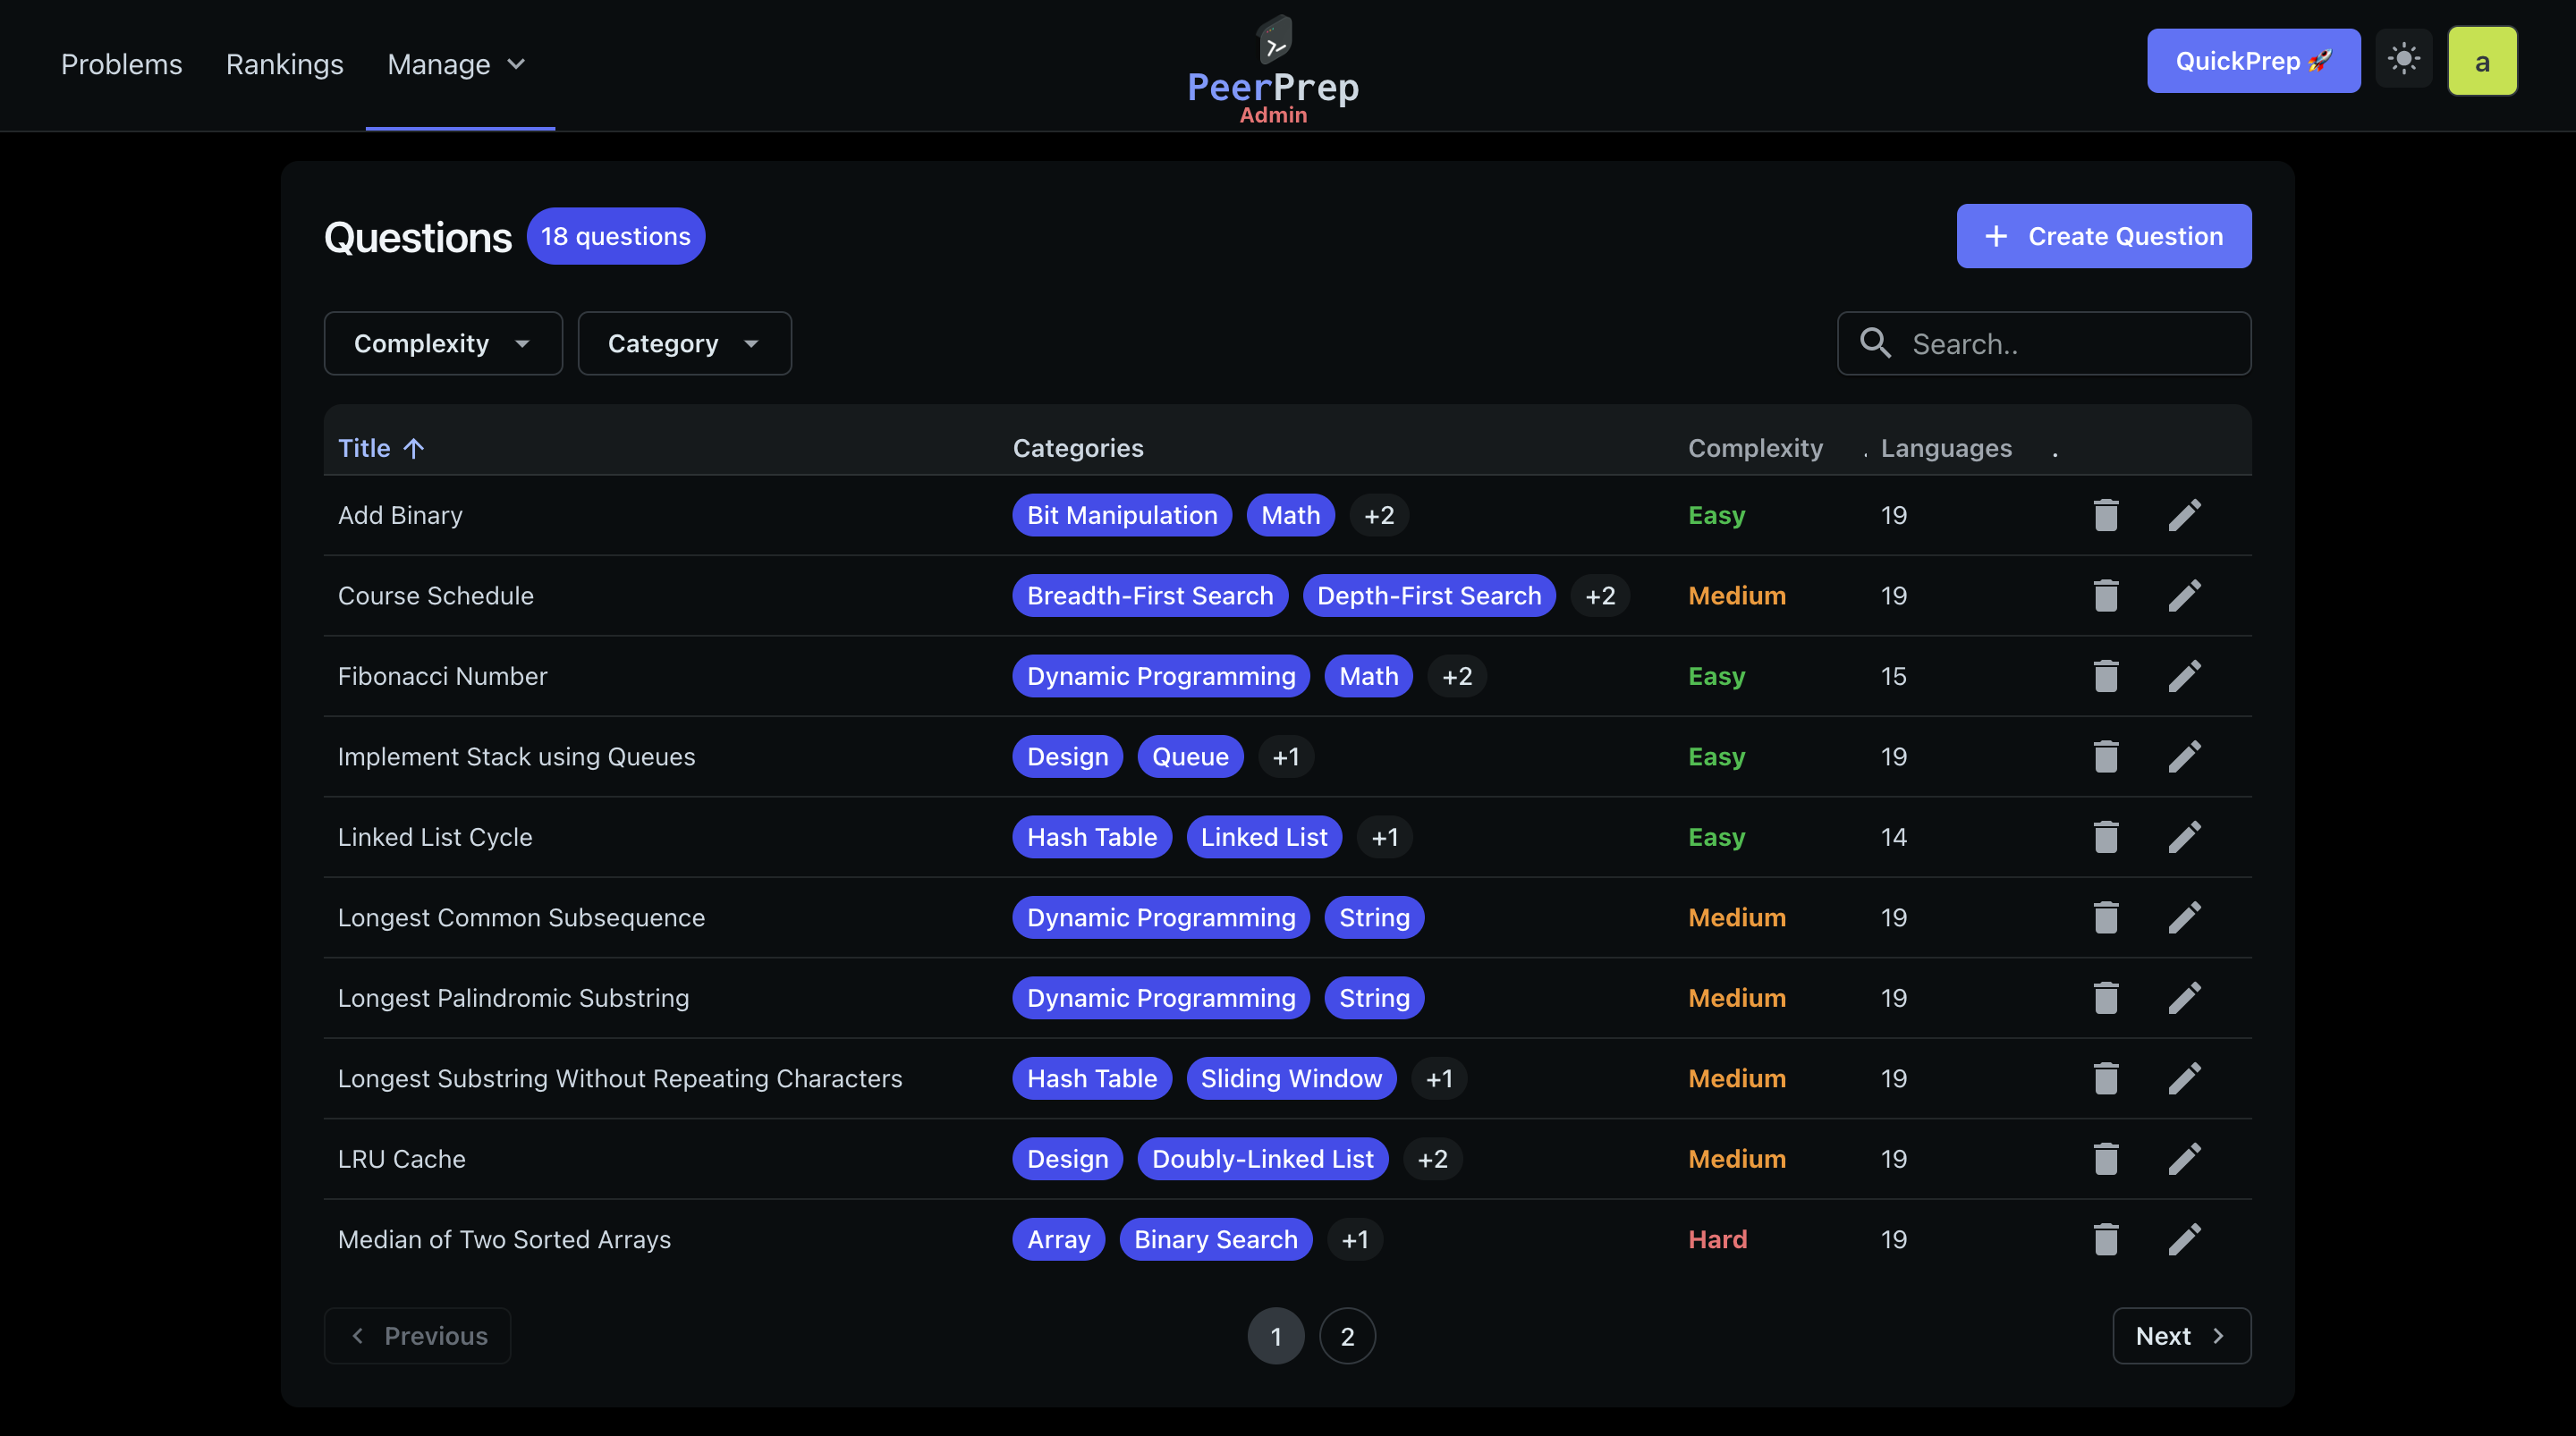 Problems Rankings Manage
PeerPrep
Admin
QuickPrep 🚀 a
Questions 18 questions + Create Question
Complexity Category Search..
Title ↑ Categories Complexity . Languages .
Add Binary Bit Manipulation Math +2 Easy 19
Course Schedule Breadth-First Search Depth-First Search +2 Medium 19
Fibonacci Number Dynamic Programming Math +2 Easy 15
Implement Stack using Queues Design Queue +1 Easy 19
Linked List Cycle Hash Table Linked List +1 Easy 14
Longest Common Subsequence Dynamic Programming String Medium 19
Longest Palindromic Substring Dynamic Programming String Medium 19
Longest Substring Without Repeating Characters Hash Table Sliding Window +1 Medium 19
LRU Cache Design Doubly-Linked List +2 Medium 19
Median of Two Sorted Arrays Array Binary Search +1 Hard 19
Previous 1 2 Next